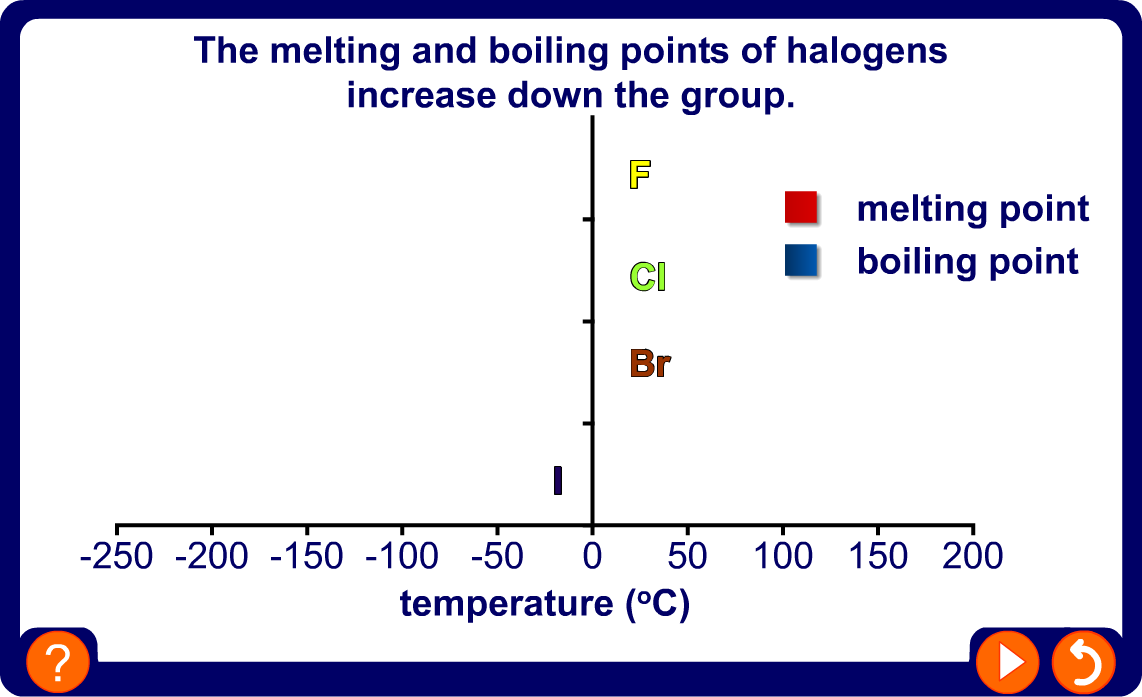 The melting and boiling points of halogens
increase down the group.
F
melting point
boiling point
Cl
Br
I
-250 -200 -150 -100 -50 0 50 100 150 200
temperature (°C)
?